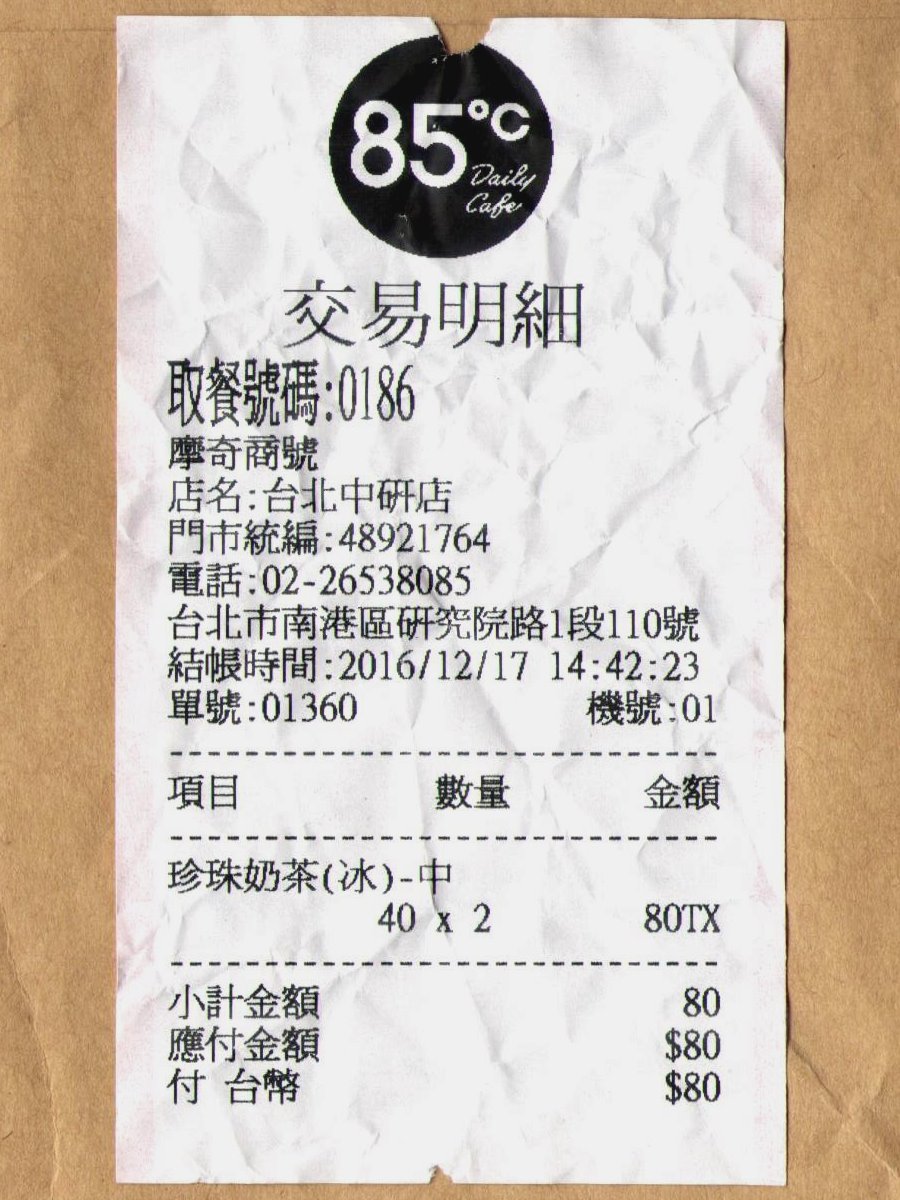 85°C
Daily
Cafe
交易明細
取餐號碼:0186
摩奇商號
店名:台北中研店
門市統編:48921764
電話:02-26538085
台北市南港區研究院路1段110號
結帳時間:2016/12/17 14:42:23
單號:01360 機號:01
項目 數量 金額
珍珠奶茶(冰)-中
40 x 2 80TX
小計金額 80
應付金額 $80
付 台幣 $80